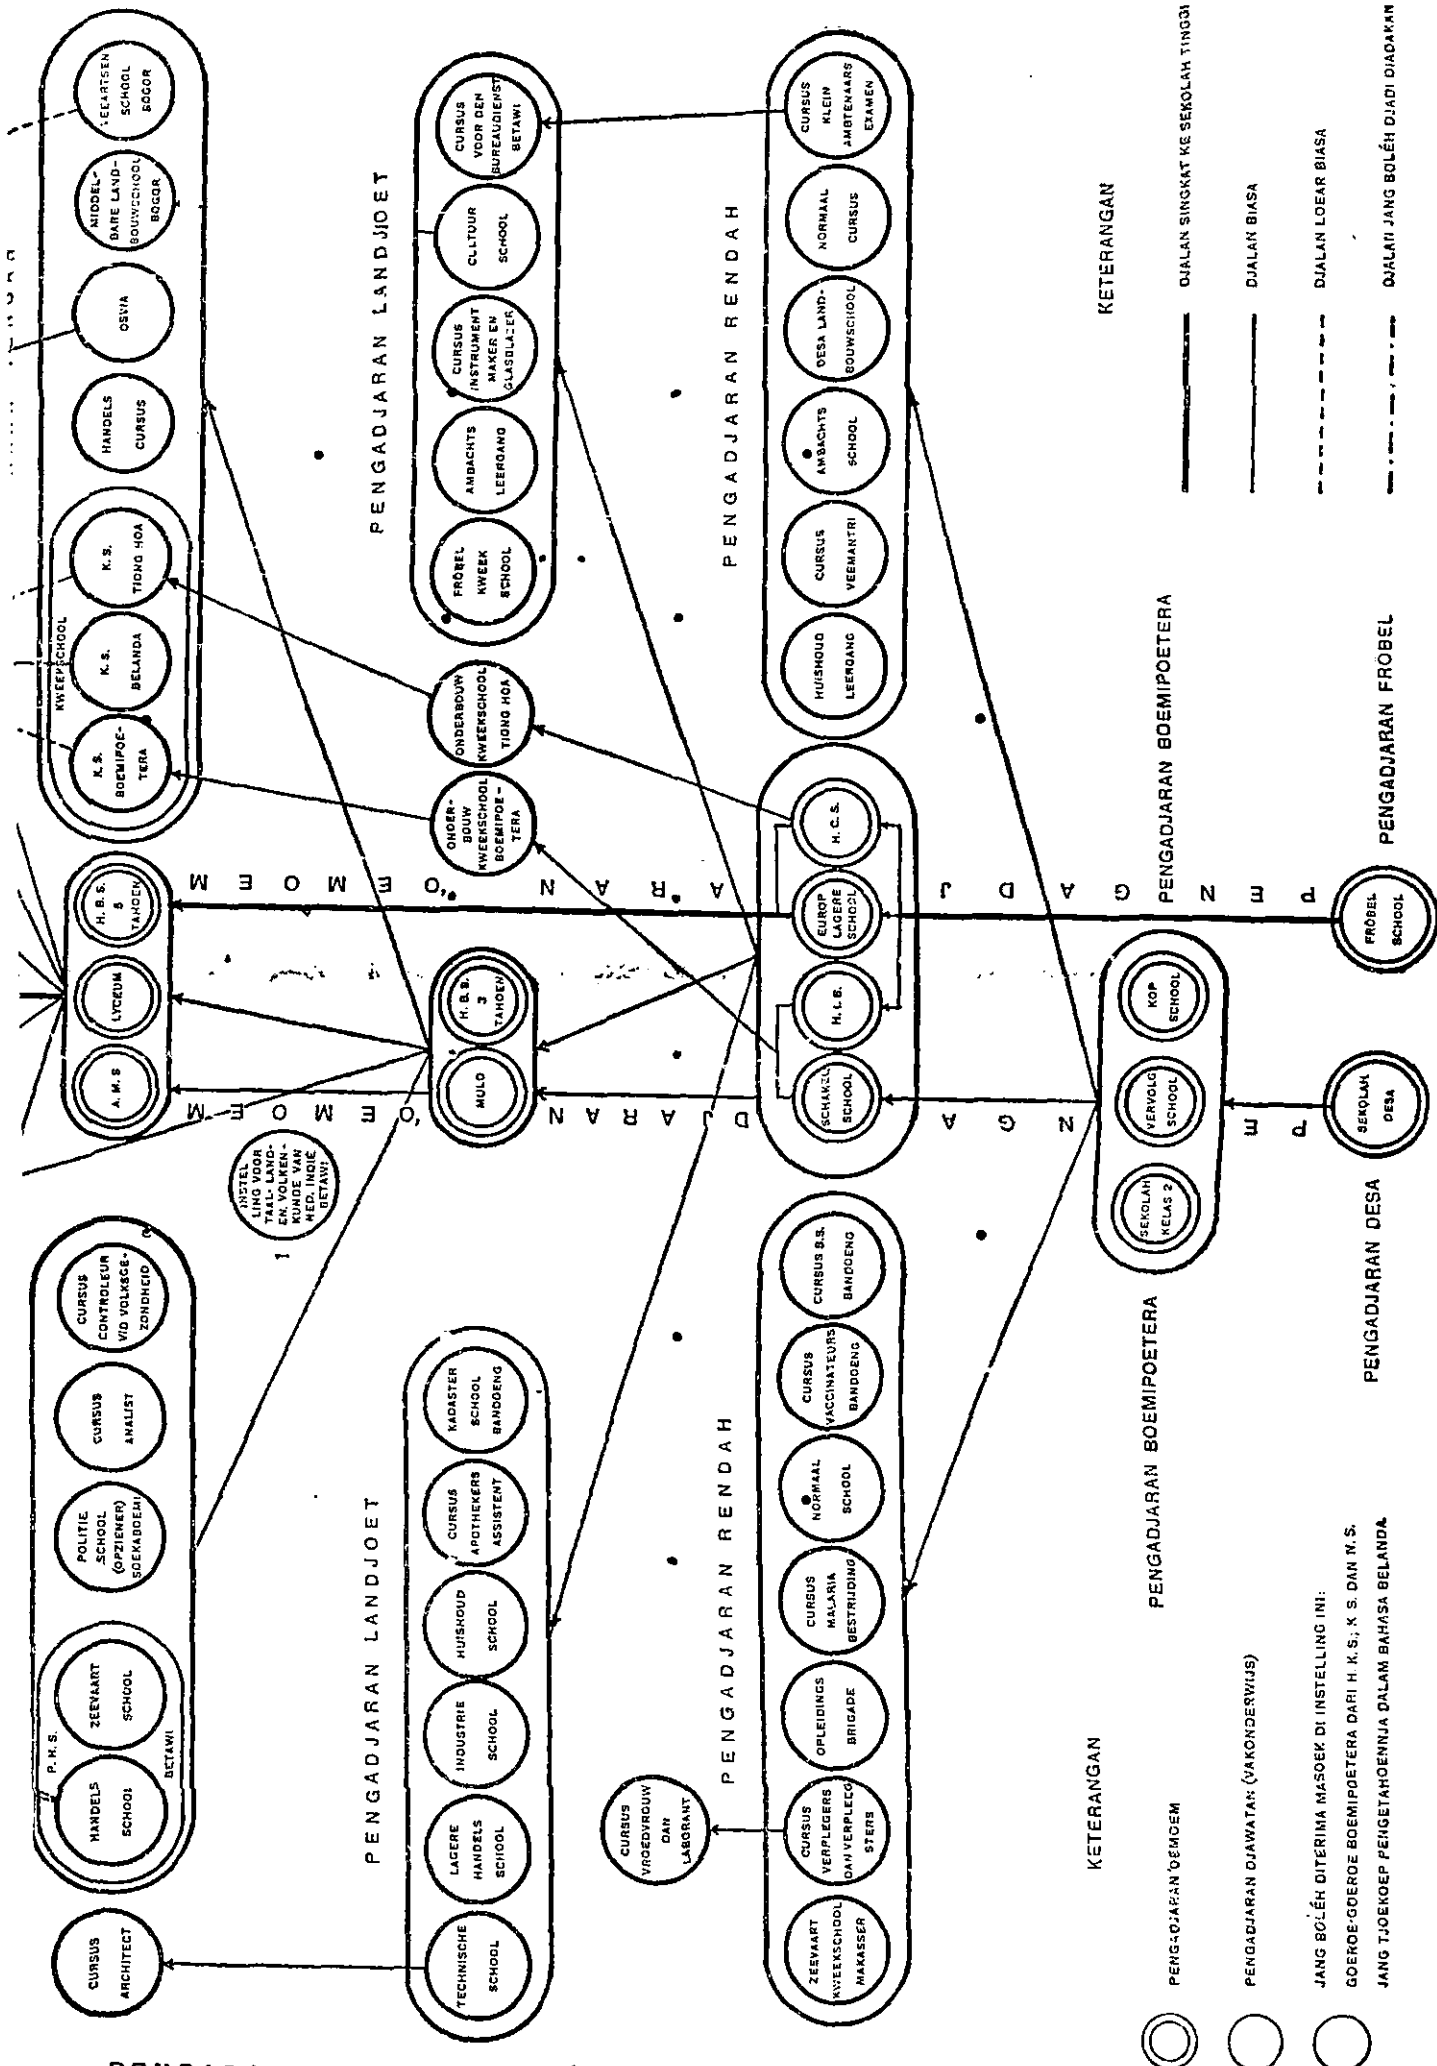 CURSUS
ARCHITECT
P.H.S.
HANDELS
SCHOOL
ZEEVAART
SCHOOL
BETAWI
POLITIE
SCHOOL
(OPZIENER)
SOEKABOEMI
CURSUS
ANALIST
CURSUS
CONTROLEUR
V/D VOLKSGE-
ZONDHEID
A. M. S
LYCEUM
H. B. S
5
TAHOEN
KWEEKSCHOOL
K. S.
BOEMIPOE-
TERA
K. S.
BELANDA
K. S.
TIONG HOA
HANDELS
CURSUS
OSVIA
MIDDEL-
BARE LAND-
BOUWSCHOOL
BOGOR
SCHOOL
BOGOR
1
INSTEL
LING VOOR
TAAL- LAND-
EN. VOLKEN-
KUNDE VAN
NED. INDIË
BETAWI
PENGADJARAN LANDJOET
TECHNISCHE
SCHOOL
LAGERE
HANDELS
SCHOOL
INDUSTRIE
SCHOOL
HUISHOUD
SCHOOL
CURSUS
APOTHEKERS
ASSISTENT
KADASTER
SCHOOL
BANDOENG
MULO
H. B. S.
3
TAHOEN
ONDER-
BOUW
KWEEKSCHOOL
BOEMIPOE-
TERA
ONDERBOUW
KWEEKSCHOOL
TIONG HOA
PENGADJARAN LANDJOET
FRÖBEL
KWEEK
SCHOOL
AMBACHTS
LEERGANG
CURSUS
INSTRUMENT
MAKER EN
GLASBLAZER
CULTUUR
SCHOOL
CURSUS
VOOR DEN
BUREAUDIENST
BETAWI
CURSUS
VROEDVROUW
DAN
LABORANT
PENGADJARAN RENDAH
ZEEVAART
KWEEKSCHOOL
MAKASSER
CURSUS
VERPLEGERS
DAN VERPLEEG
STERS
OPLEIDINGS
BRIGADE
CURSUS
MALARIA
BESTRIJDING
NORMAAL
SCHOOL
CURSUS
VACCINATEURS
BANDOENG
CURSUS S.S.
BANDOENG
SCHAKEL
SCHOOL
H. I. S.
EUROP
LAGERE
SCHOOL
H. C. S.
PENGADJARAN RENDAH
HUISHOUD
LEERGANG
CURSUS
VEEMANTRI
AMBACHTS
SCHOOL
DESA LAND-
BOUWSCHOOL
NORMAAL
CURSUS
CURSUS
KLEIN
AMBTENARS
EXAMEN
PENGADJARAN 'OEMOEM
PENGADJARAN 'OEMOEM
PENGADJARAN BOEMIPOETERA
SEKOLAH
KELAS 2
VERVOLG
SCHOOL
KOP
SCHOOL
PENGADJARAN BOEMIPOETERA
PENGADJARAN DESA
SEKOLAH
DESA
FRÖBEL
SCHOOL
PENGADJARAN FRÖBEL
KETERANGAN
PENGADJARAN 'OEMOEM
PENGADJARAN DJAWATAN (VAKONDERWIJS)
JANG BOLÉH DITERIMA MASOEK DI INSTELLING INI:
GOEROE-GOEROE BOEMIPOETERA DARI H. K.S.; K S. DAN N. S.
JANG TJOEKOEP PENGETAHOEANNJA DALAM BAHASA BELANDA.
KETERANGAN
DJALAN SINGKAT KE SEKOLAH TINGGI
DJALAN BIASA
DJALAN LOEAR BIASA
DJALAN JANG BOLÉH DJADI DIADAKAN